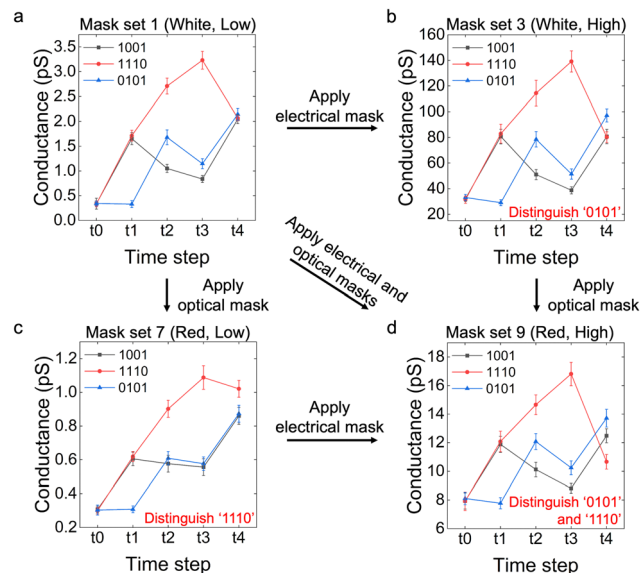 a
Mask set 1 (White, Low)
Conductance (pS)
3.5
3.0
2.5
2.0
1.5
1.0
0.5
0.0
1001
1110
0101
t0 t1 t2 t3 t4
Time step
Apply
electrical mask
b
Mask set 3 (White, High)
Conductance (pS)
160
140
120
100
80
60
40
20
1001
1110
0101
Distinguish ‘0101’
t0 t1 t2 t3 t4
Time step
Apply
optical mask
Apply electrical and
optical masks
Apply
optical mask
c
Mask set 7 (Red, Low)
Conductance (pS)
1.2
1.0
0.8
0.6
0.4
0.2
1001
1110
0101
Distinguish ‘1110’
t0 t1 t2 t3 t4
Time step
Apply
electrical mask
d
Mask set 9 (Red, High)
Conductance (pS)
18
16
14
12
10
8
6
1001
1110
0101
Distinguish ‘0101’
and ‘1110’
t0 t1 t2 t3 t4
Time step